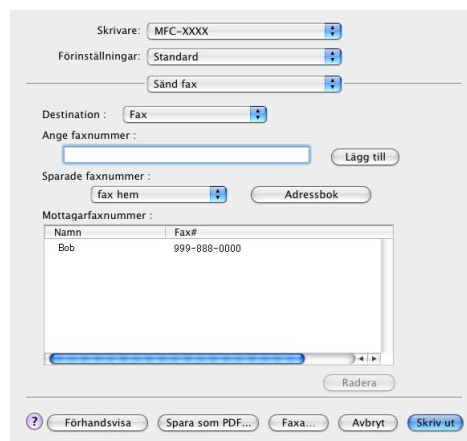 Skrivare: MFC-XXXX
Förinställningar: Standard
Sänd fax
Destination : Fax
Ange faxnummer :
Lägg till
Sparade faxnummer :
fax hem Adressbok
Mottagarfaxnummer :
Namn Fax#
Bob 999-888-0000
Radera
? Förhandsvisa Spara som PDF... Faxa... Avbryt Skriv ut